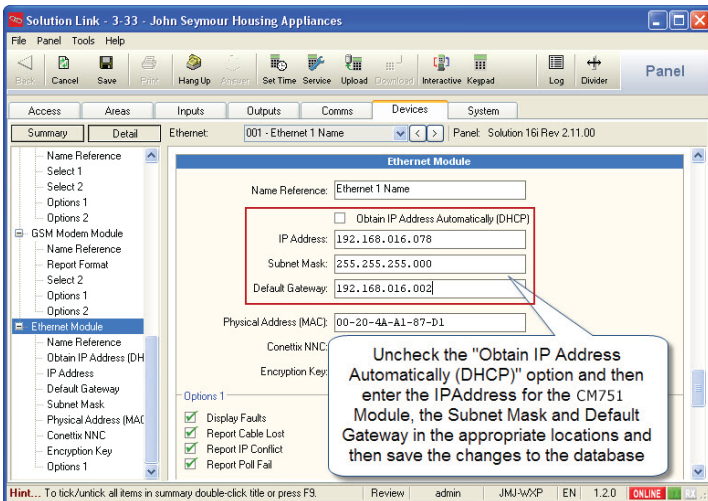 Solution Link - 3-33 - John Seymour Housing Appliances
File Panel Tools Help
Back Cancel Save Print Hang Up Answer Set Time Service Upload Download Interactive Keypad Log Divider Panel
Access Areas Inputs Outputs Comms Devices System
Summary Detail Ethernet: 001 - Ethernet 1 Name Panel: Solution 16i Rev 2.11.00
Name Reference
Select 1
Select 2
Options 1
Options 2
GSM Modem Module
Name Reference
Report Format
Select 2
Options 1
Options 2
Ethernet Module
Name Reference
Obtain IP Address (DH
IP Address
Default Gateway
Subnet Mask
Physical Address (MAC
Conettix NNC
Encryption Key
Options 1
Ethernet Module
Name Reference: Ethernet 1 Name
Obtain IP Address Automatically (DHCP)
IP Address: 192.168.016.078
Subnet Mask: 255.255.255.000
Default Gateway: 192.168.016.002
Physical Address (MAC): 00-20-4A-A1-87-D1
Conettix NNC:
Encryption Key:
Options 1
Display Faults
Report Cable Lost
Report IP Conflict
Report Poll Fail
Uncheck the "Obtain IP Address
Automatically (DHCP)" option and then
enter the IPAddress for the CM751
Module, the Subnet Mask and Default
Gateway in the appropriate locations and
then save the changes to the database
Hint... To tick/untick all items in summary double-click title or press F9. Review admin JMJ-WXP EN 1.2.0 ONLINE RX